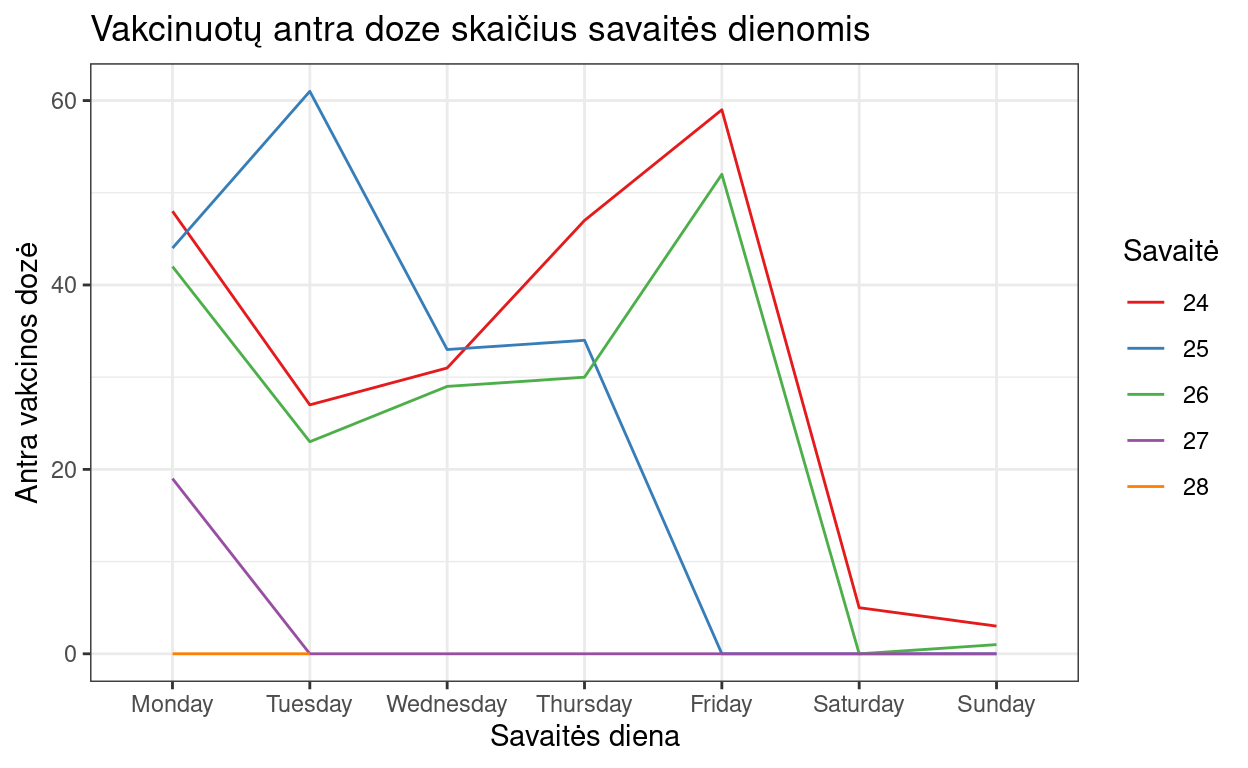 Vakcinuotų antra doze skaičius savaitės dienomis
Antra vakcinos dozė
60
40
20
0
Monday Tuesday Wednesday Thursday Friday Saturday Sunday
Savaitės diena
Savaitė
24
25
26
27
28